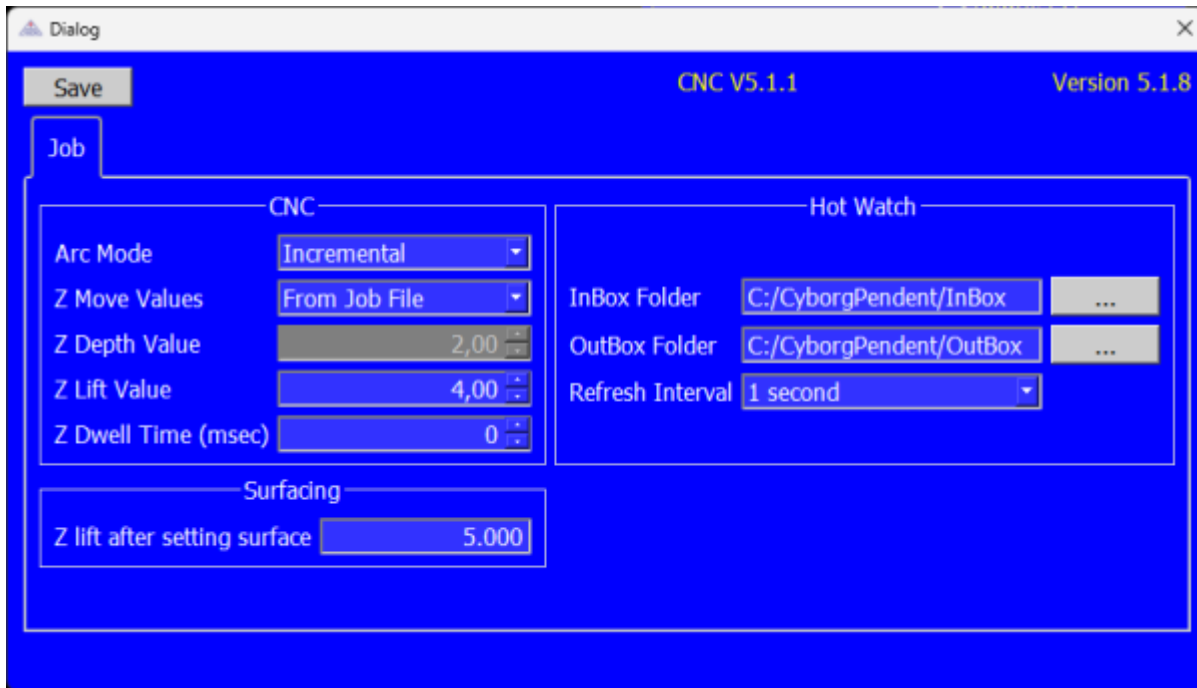 Dialog
Save CNC V5.1.1 Version 5.1.8
Job
CNC
Arc Mode Incremental
Z Move Values From Job File
Z Depth Value 2,00
Z Lift Value 4,00
Z Dwell Time (msec) 0
Hot Watch
InBox Folder C:/CyborgPendent/InBox ...
OutBox Folder C:/CyborgPendent/OutBox ...
Refresh Interval 1 second
Surfacing
Z lift after setting surface 5.000